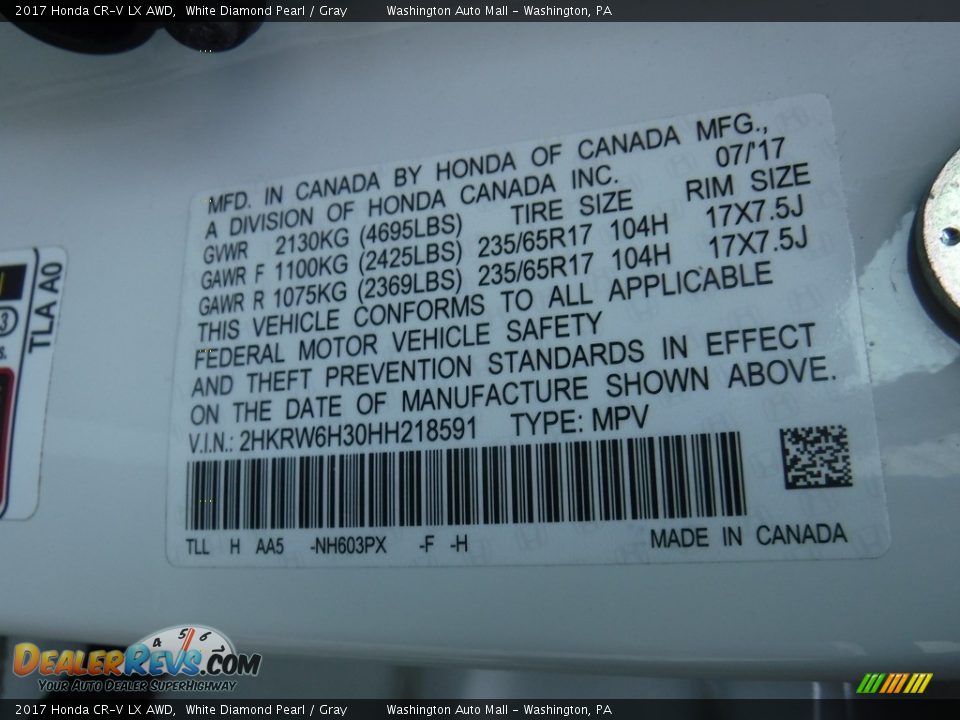 2017 Honda CR-V LX AWD, White Diamond Pearl / Gray Washington Auto Mall - Washington, PA
MFD. IN CANADA BY HONDA OF CANADA MFG.,
A DIVISION OF HONDA CANADA INC. 07/'17
GVWR 2130KG (4695LBS) TIRE SIZE RIM SIZE
GAWR F 1100KG (2425LBS) 235/65R17 104H 17X7.5J
GAWR R 1075KG (2369LBS) 235/65R17 104H 17X7.5J
THIS VEHICLE CONFORMS TO ALL APPLICABLE
FEDERAL MOTOR VEHICLE SAFETY
AND THEFT PREVENTION STANDARDS IN EFFECT
ON THE DATE OF MANUFACTURE SHOWN ABOVE.
V.I.N.: 2HKRW6H30HH218591 TYPE: MPV
TLL H AA5 -NH603PX -F -H MADE IN CANADA
TLA A0
3
s.
4 5 6 7
DEALERREVS.COM
YOUR AUTO DEALER SUPERHIGHWAY
2017 Honda CR-V LX AWD, White Diamond Pearl / Gray Washington Auto Mall - Washington, PA